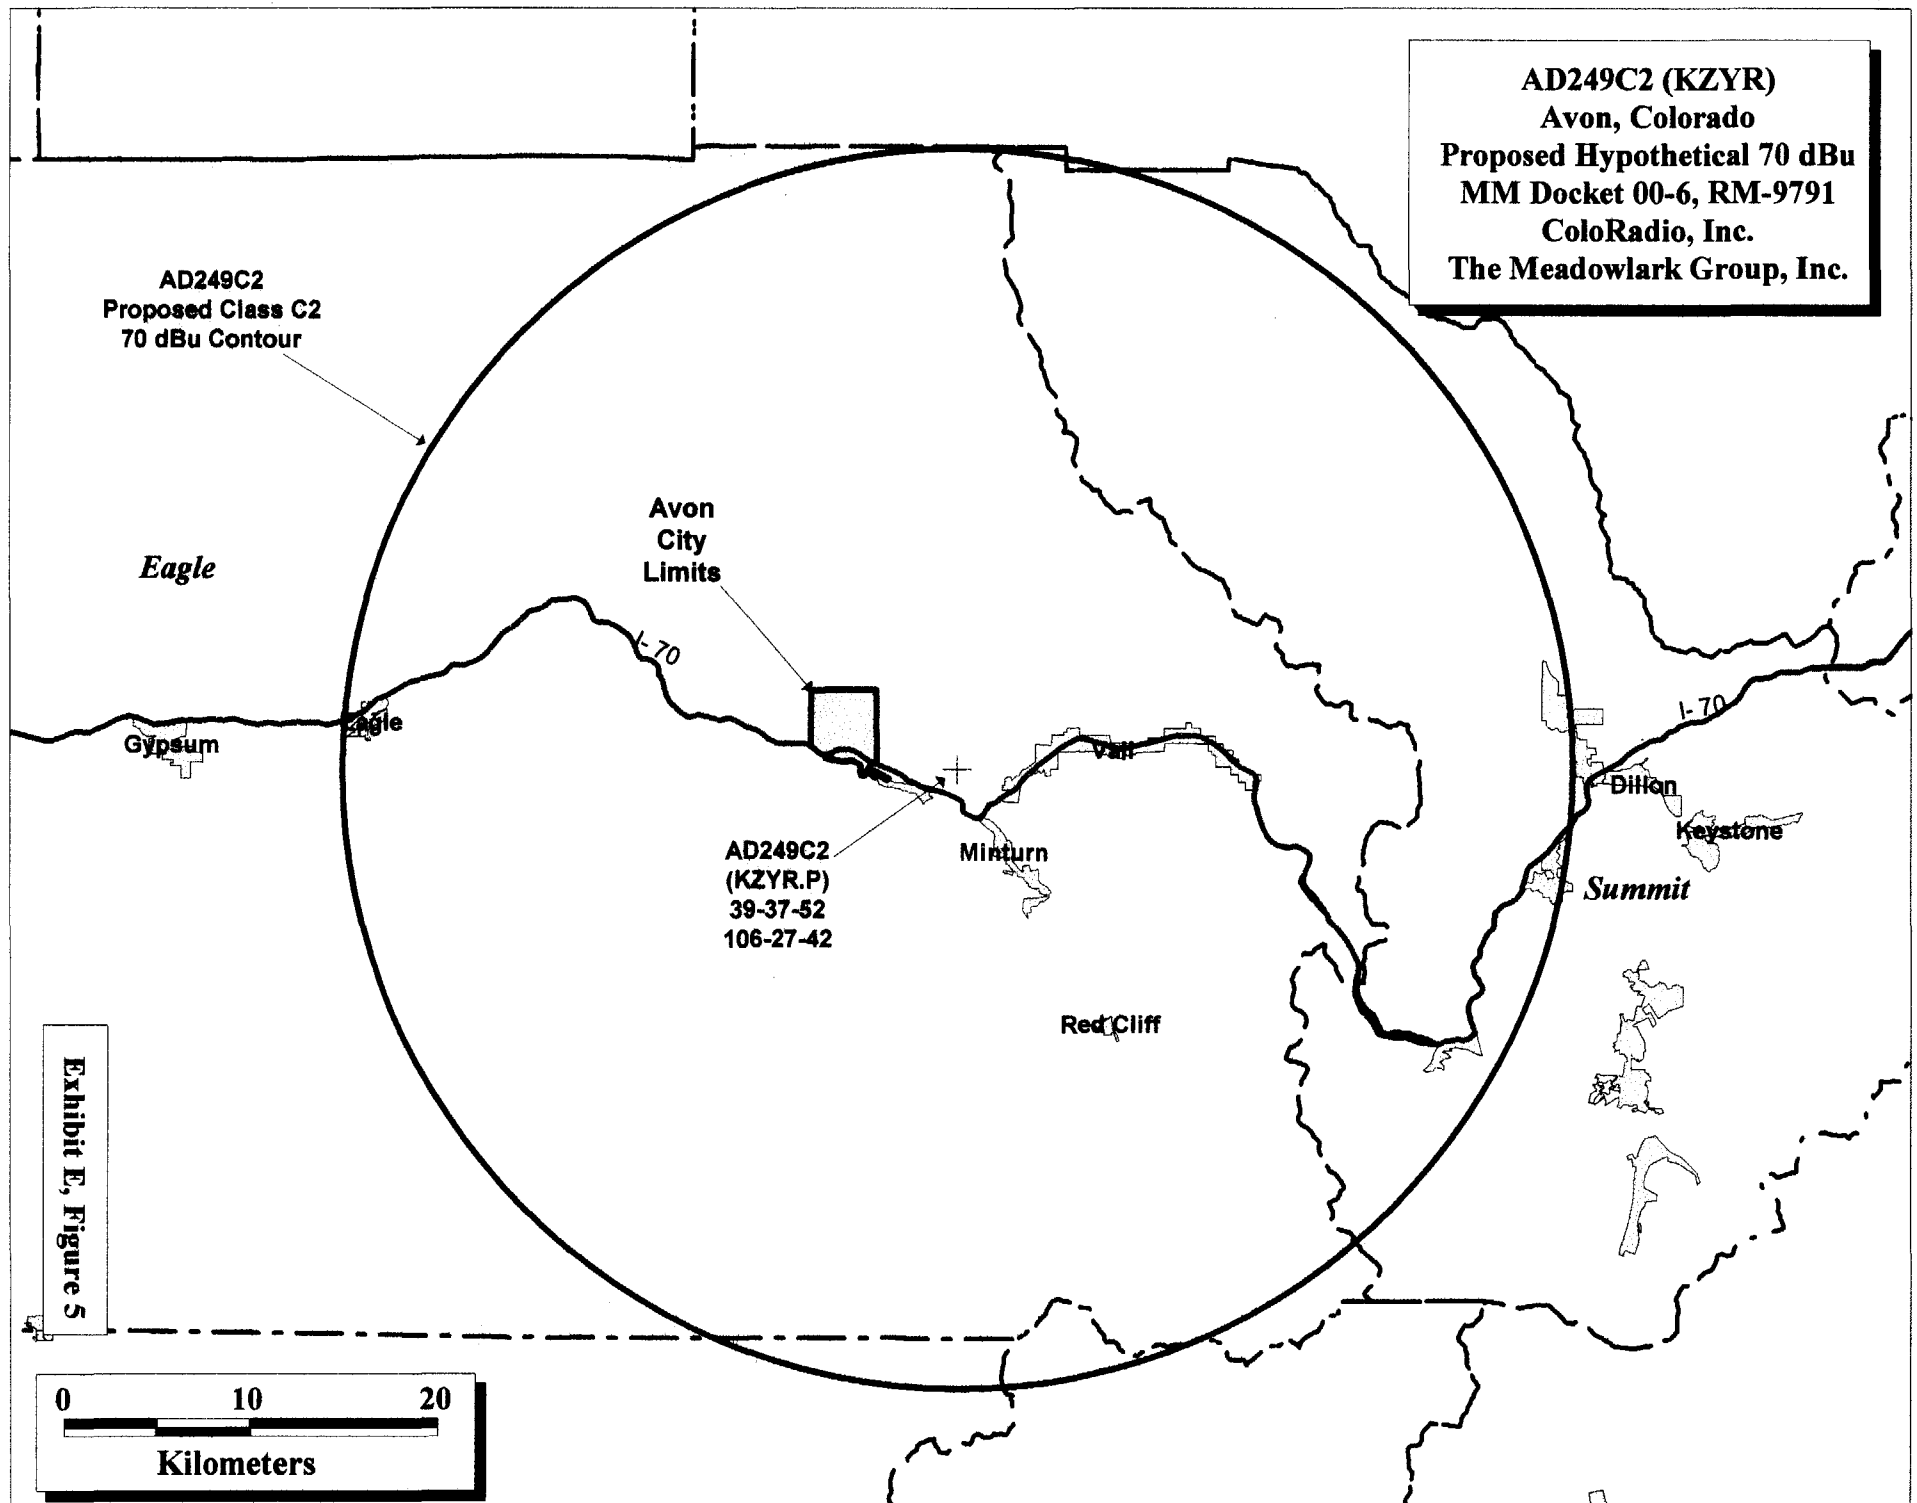 AD249C2 (KZYR)
Avon, Colorado
Proposed Hypothetical 70 dBu
MM Docket 00-6, RM-9791
ColoRadio, Inc.
The Meadowlark Group, Inc.
AD249C2
Proposed Class C2
70 dBu Contour
Avon
City
Limits
Eagle
I-70
I-70
Eagle
Gypsum
Vail
Dillon
Keystone
Minturn
Summit
AD249C2
(KZYR.P)
39-37-52
106-27-42
Red Cliff
Exhibit E, Figure 5
0 10 20
Kilometers